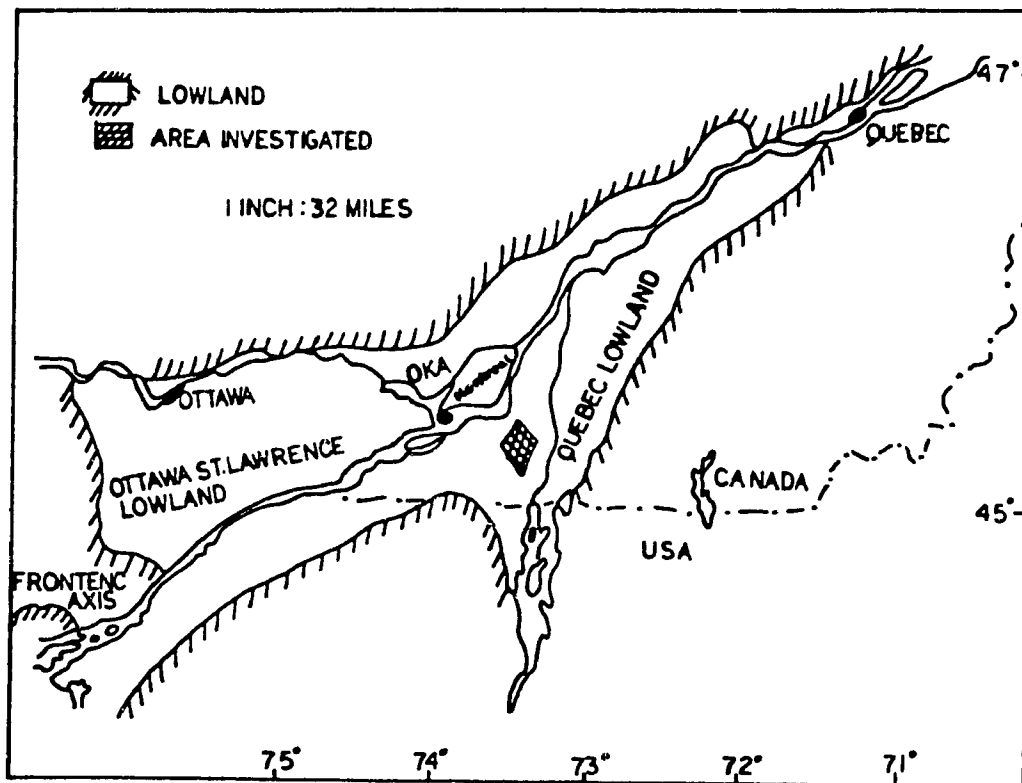 LOWLAND
AREA INVESTIGATED
1 INCH : 32 MILES
47°
QUEBEC
OKA
Montreal
OTTAWA
QUEBEC LOWLAND
OTTAWA ST. LAWRENCE
LOWLAND
CANADA
45°
USA
FRONTENC
AXIS
75°
74°
73°
72°
71°